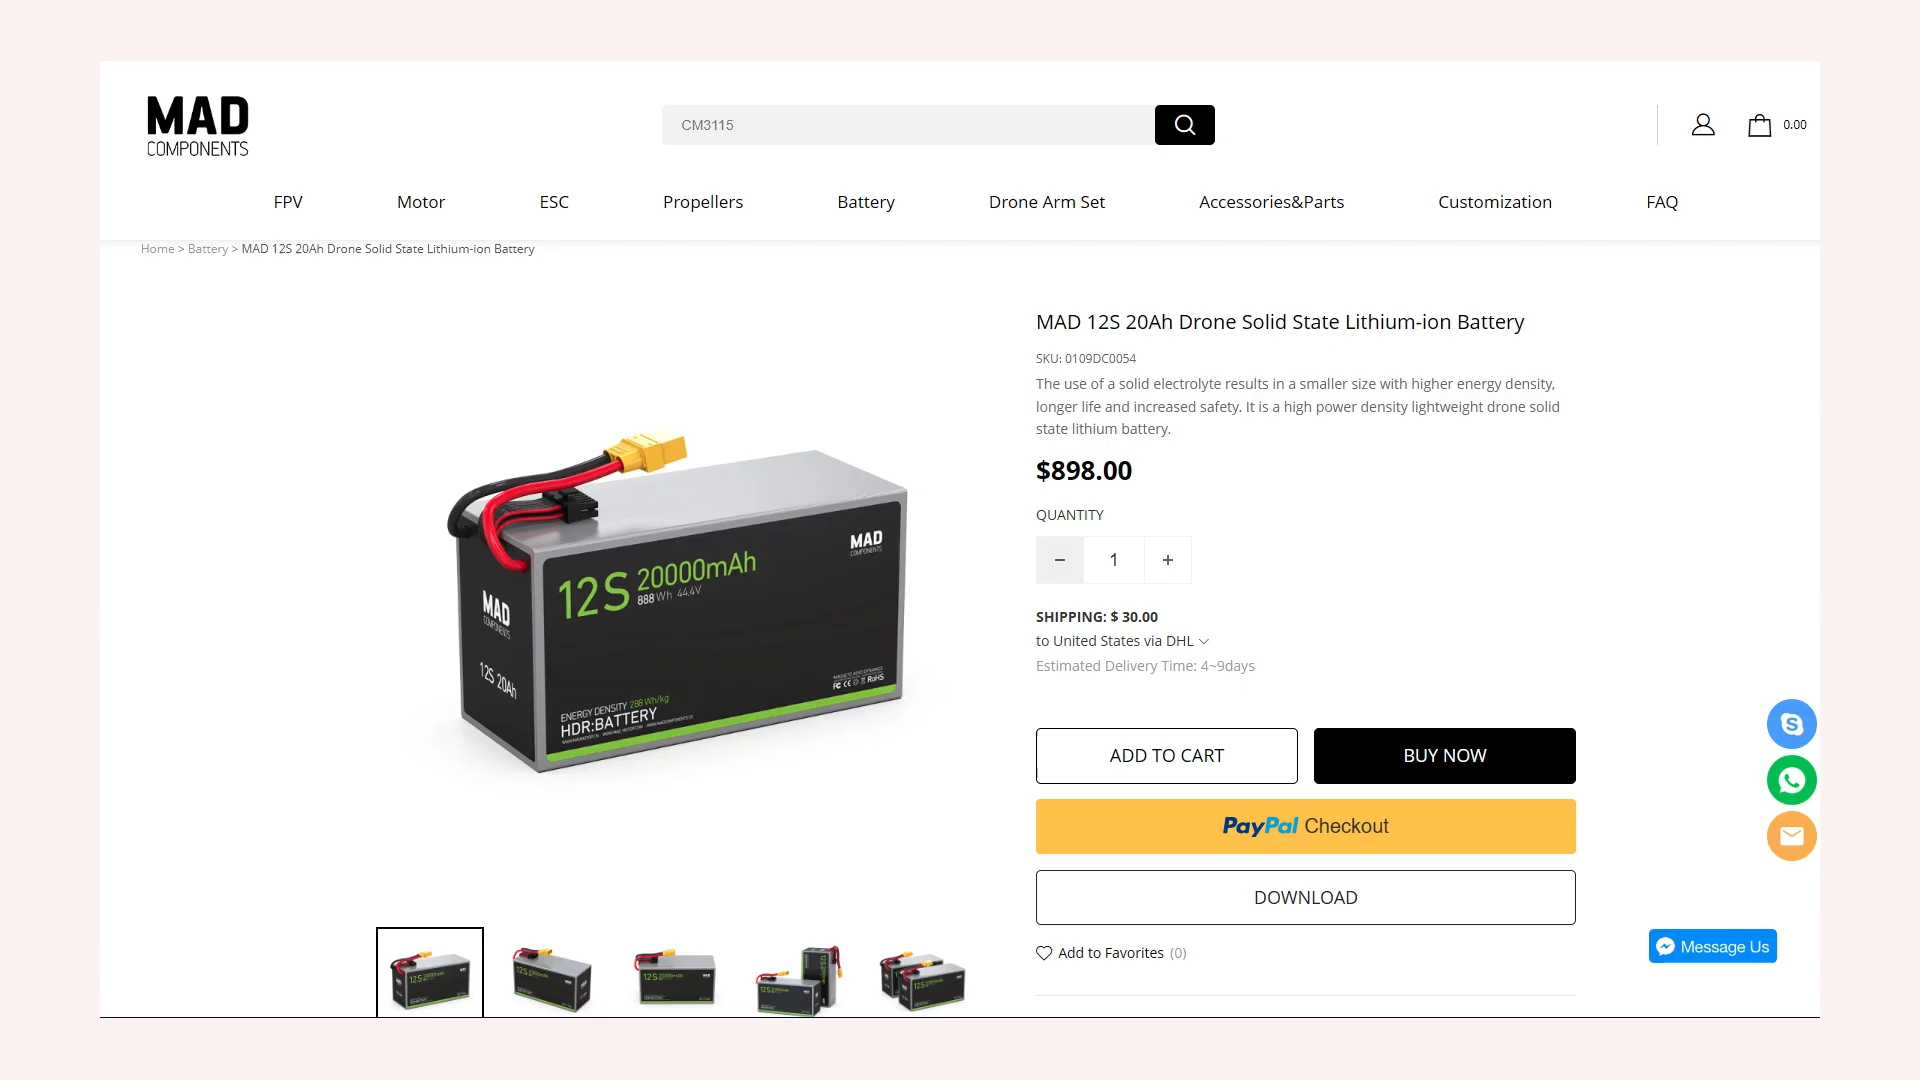 MAD
COMPONENTS
CM3115
0.00
FPV Motor ESC Propellers Battery Drone Arm Set Accessories&Parts Customization FAQ
Home > Battery > MAD 12S 20Ah Drone Solid State Lithium-ion Battery
MAD 12S 20Ah Drone Solid State Lithium-ion Battery
SKU: 0109DC0054
The use of a solid electrolyte results in a smaller size with higher energy density,
longer life and increased safety. It is a high power density lightweight drone solid
state lithium battery.
$898.00
QUANTITY
− 1 +
SHIPPING: $ 30.00
to United States via DHL
Estimated Delivery Time: 4~9days
ADD TO CART
BUY NOW
PayPal Checkout
DOWNLOAD
Add to Favorites (0)
Message Us
MAD
COMPONENTS
12S 20000mAh
888 Wh 44.4V
MAD
COMPONENTS
12S 20Ah
ENERGY DENSITY 288 Wh/kg
HDR:BATTERY
FC CE RoHS